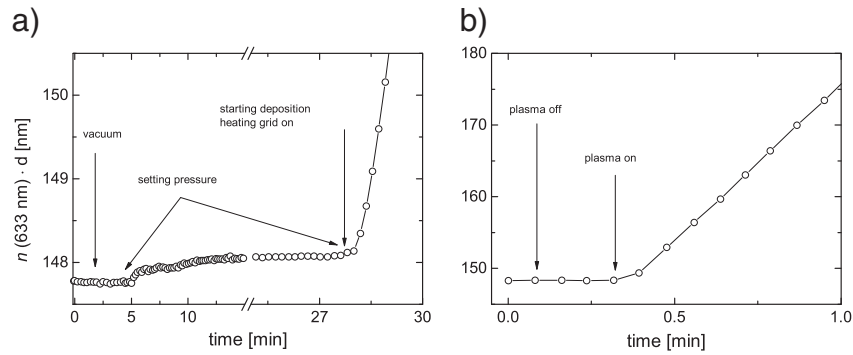 a)
b)
n (633 nm) · d [nm]
150
149
148
vacuum
setting pressure
starting deposition
heating grid on
0
5
10
27
30
time [min]
180
170
160
150
plasma off
plasma on
0.0
0.5
1.0
time [min]